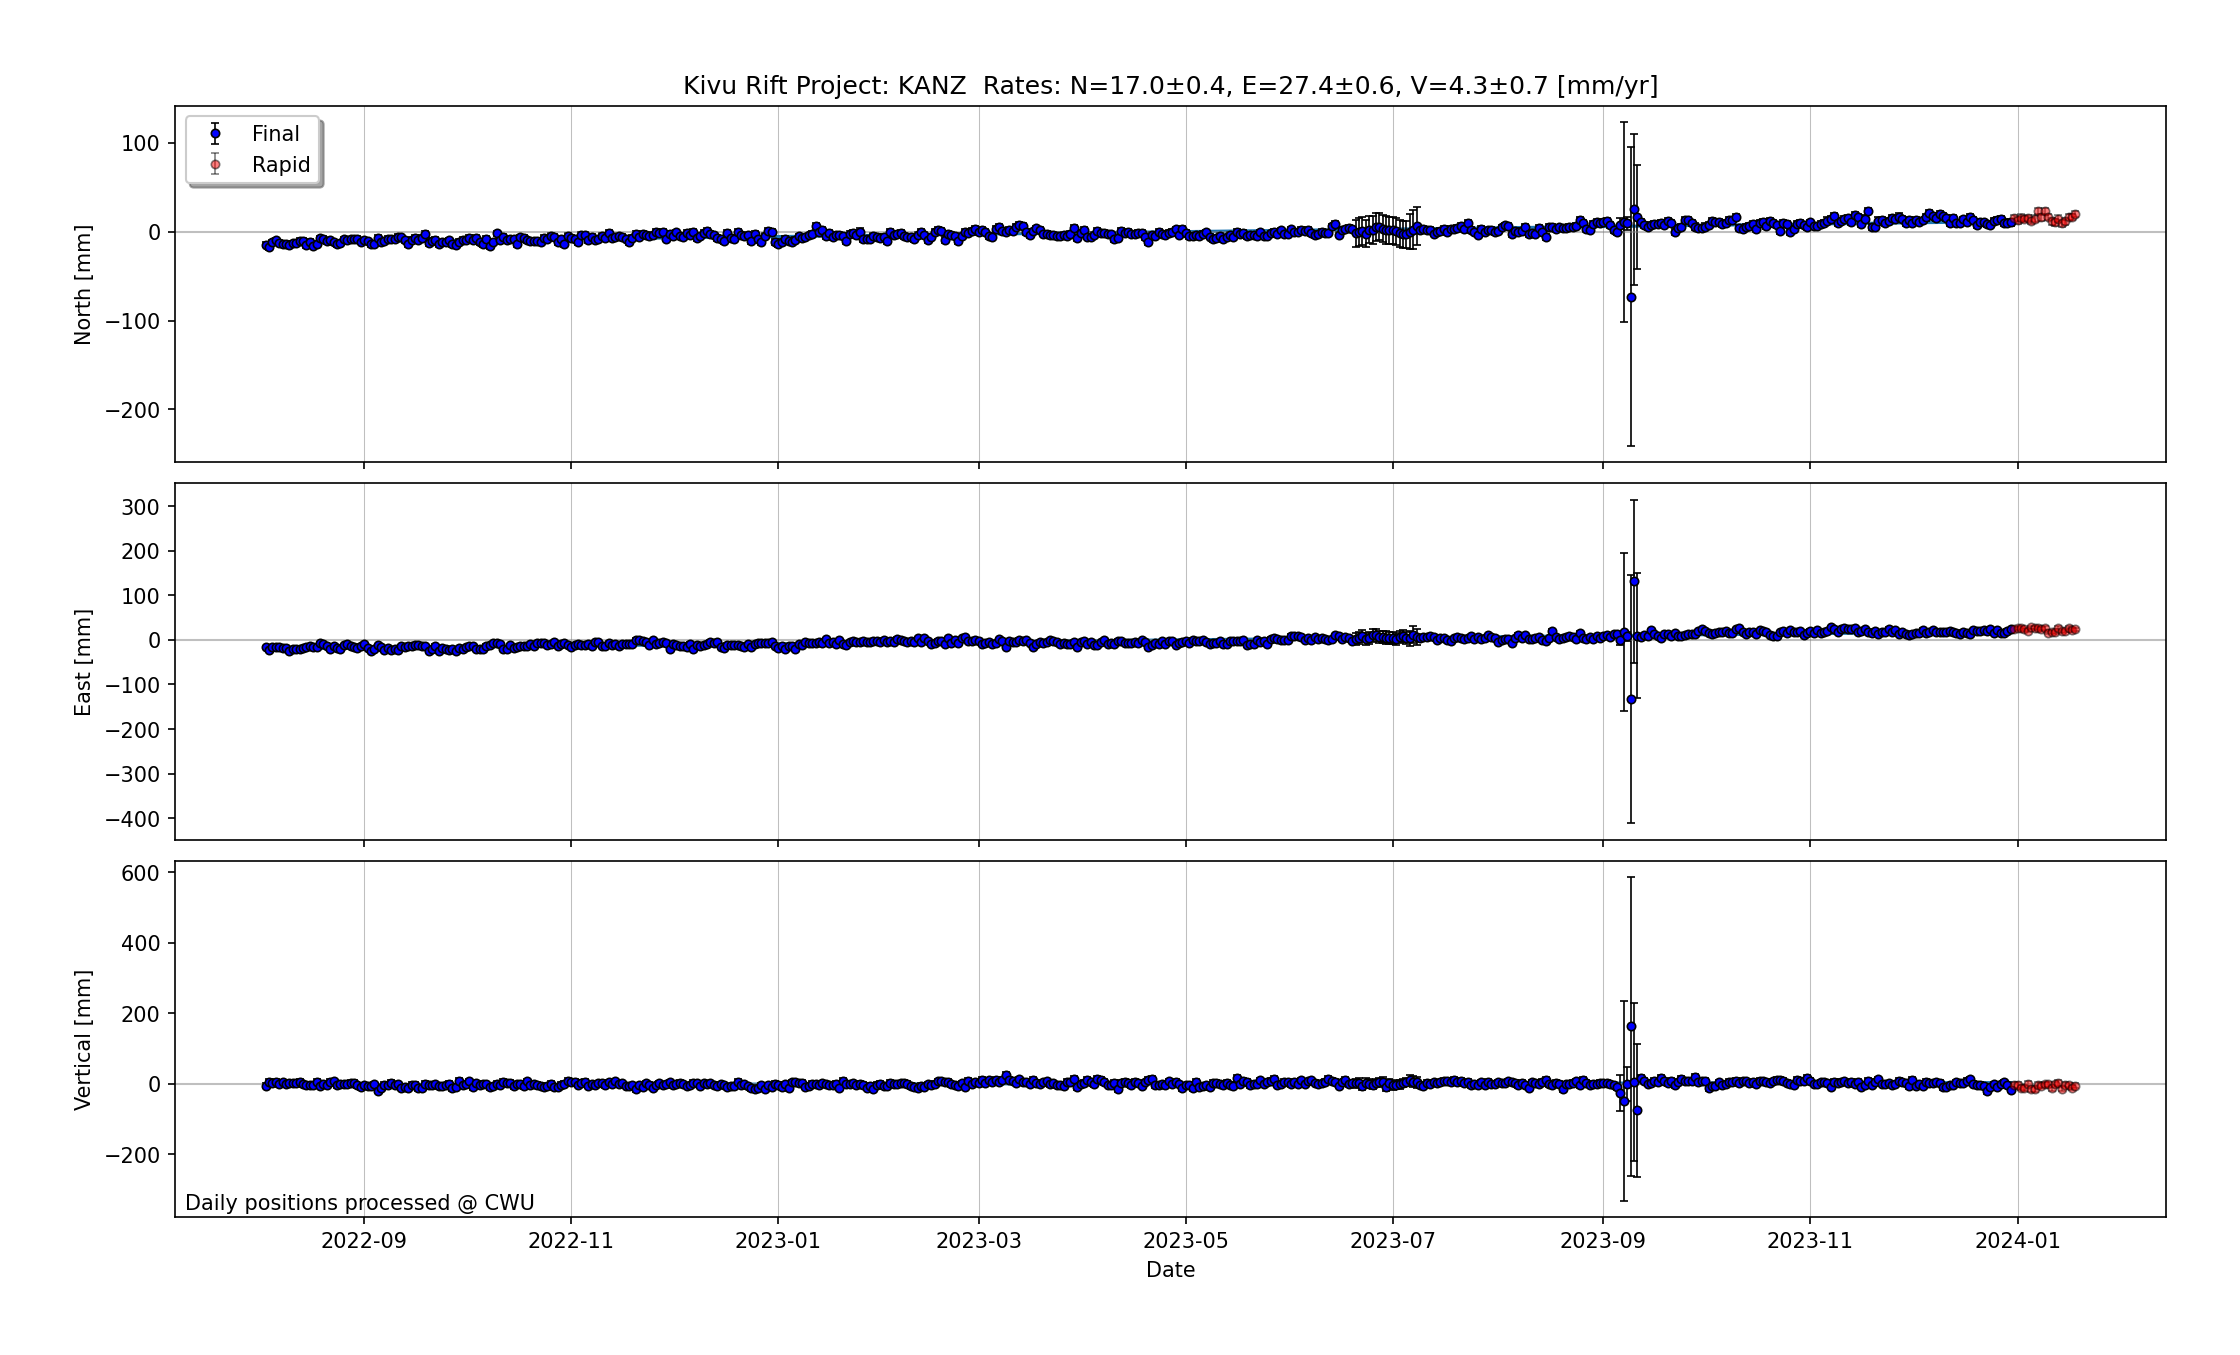 Kivu Rift Project: KANZ  Rates: N=17.0±0.4, E=27.4±0.6, V=4.3±0.7 [mm/yr]
Final
Rapid
100
0
−100
−200
North [mm]
300
200
100
0
−100
−200
−300
−400
East [mm]
600
400
200
0
−200
Vertical [mm]
Daily positions processed @ CWU
2022-09 2022-11 2023-01 2023-03 2023-05 2023-07 2023-09 2023-11 2024-01
Date